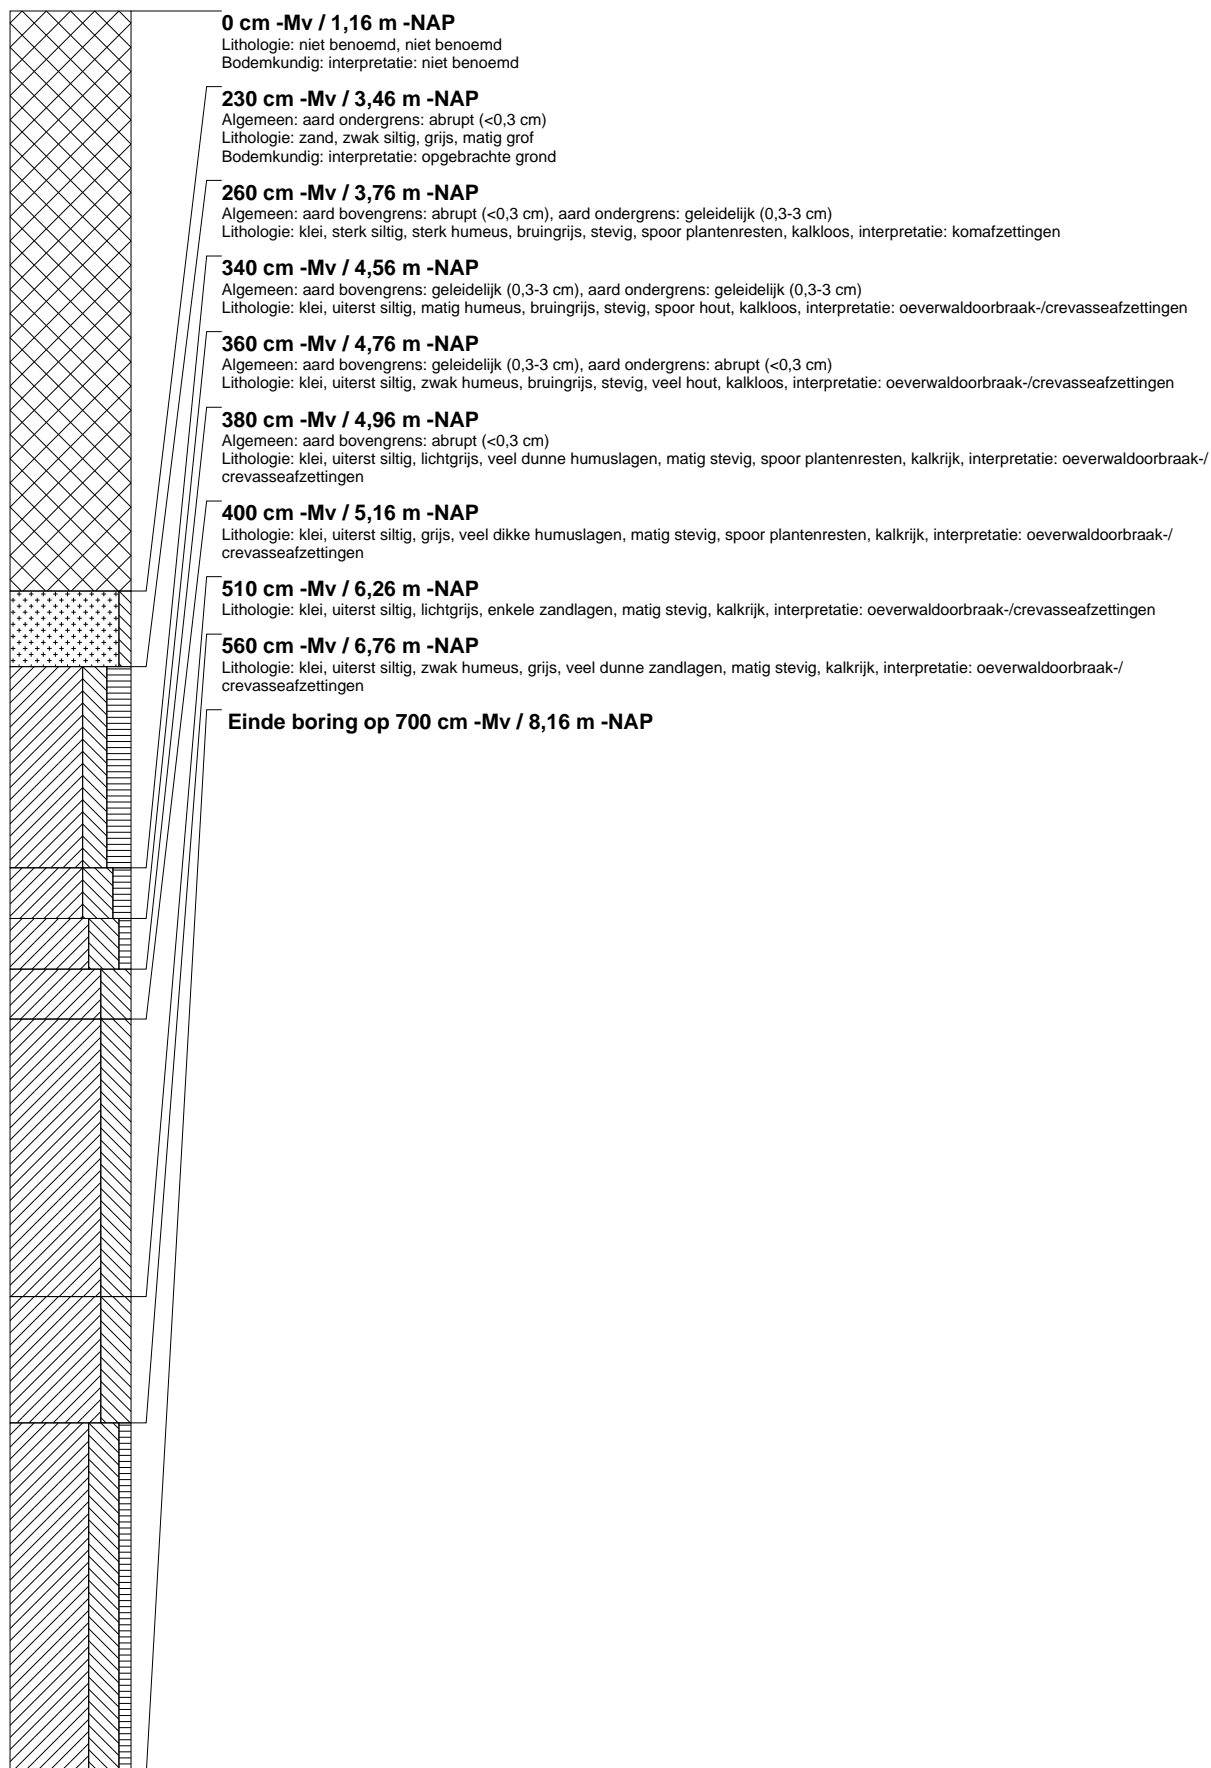 0 cm -Mv / 1,16 m -NAP
Lithologie: niet benoemd, niet benoemd
Bodemkundig: interpretatie: niet benoemd
230 cm -Mv / 3,46 m -NAP
Algemeen: aard ondergrens: abrupt (<0,3 cm)
Lithologie: zand, zwak siltig, grijs, matig grof
Bodemkundig: interpretatie: opgebrachte grond
260 cm -Mv / 3,76 m -NAP
Algemeen: aard bovengrens: abrupt (<0,3 cm), aard ondergrens: geleidelijk (0,3-3 cm)
Lithologie: klei, sterk siltig, sterk humeus, bruingrijs, stevig, spoor plantenresten, kalkloos, interpretatie: komafzettingen
340 cm -Mv / 4,56 m -NAP
Algemeen: aard bovengrens: geleidelijk (0,3-3 cm), aard ondergrens: geleidelijk (0,3-3 cm)
Lithologie: klei, uiterst siltig, matig humeus, bruingrijs, stevig, spoor hout, kalkloos, interpretatie: oeverwaldoorbraak-/crevasseafzettingen
360 cm -Mv / 4,76 m -NAP
Algemeen: aard bovengrens: geleidelijk (0,3-3 cm), aard ondergrens: abrupt (<0,3 cm)
Lithologie: klei, uiterst siltig, zwak humeus, bruingrijs, stevig, veel hout, kalkloos, interpretatie: oeverwaldoorbraak-/crevasseafzettingen
380 cm -Mv / 4,96 m -NAP
Algemeen: aard bovengrens: abrupt (<0,3 cm)
Lithologie: klei, uiterst siltig, lichtgrijs, veel dunne humuslagen, matig stevig, spoor plantenresten, kalkrijk, interpretatie: oeverwaldoorbraak-/
crevasseafzettingen
400 cm -Mv / 5,16 m -NAP
Lithologie: klei, uiterst siltig, grijs, veel dikke humuslagen, matig stevig, spoor plantenresten, kalkrijk, interpretatie: oeverwaldoorbraak-/
crevasseafzettingen
510 cm -Mv / 6,26 m -NAP
Lithologie: klei, uiterst siltig, lichtgrijs, enkele zandlagen, matig stevig, kalkrijk, interpretatie: oeverwaldoorbraak-/crevasseafzettingen
560 cm -Mv / 6,76 m -NAP
Lithologie: klei, uiterst siltig, zwak humeus, grijs, veel dunne zandlagen, matig stevig, kalkrijk, interpretatie: oeverwaldoorbraak-/
crevasseafzettingen
Einde boring op 700 cm -Mv / 8,16 m -NAP